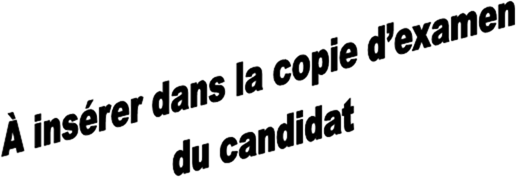 À insérer dans la copie d’examen
du candidat